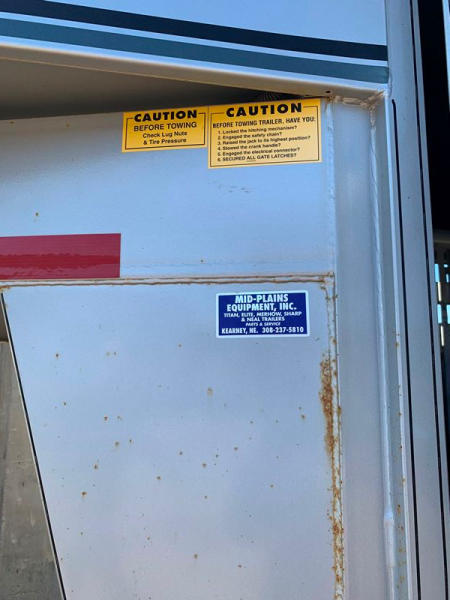 CAUTION
BEFORE TOWING
Check Lug Nuts
& Tire Pressure
CAUTION
BEFORE TOWING TRAILER, HAVE YOU:
1. Locked the hitching mechanism?
2. Engaged the safety chain?
3. Raised the jack to its highest position?
4. Stowed the crank handle?
5. Engaged the electrical connector?
6. SECURED ALL GATE LATCHES?
MID-PLAINS
EQUIPMENT, INC.
TITAN, ELITE, MERHOW, SHARP
& NEAL TRAILERS
PARTS & SERVICE
KEARNEY, NE. 308-237-5810